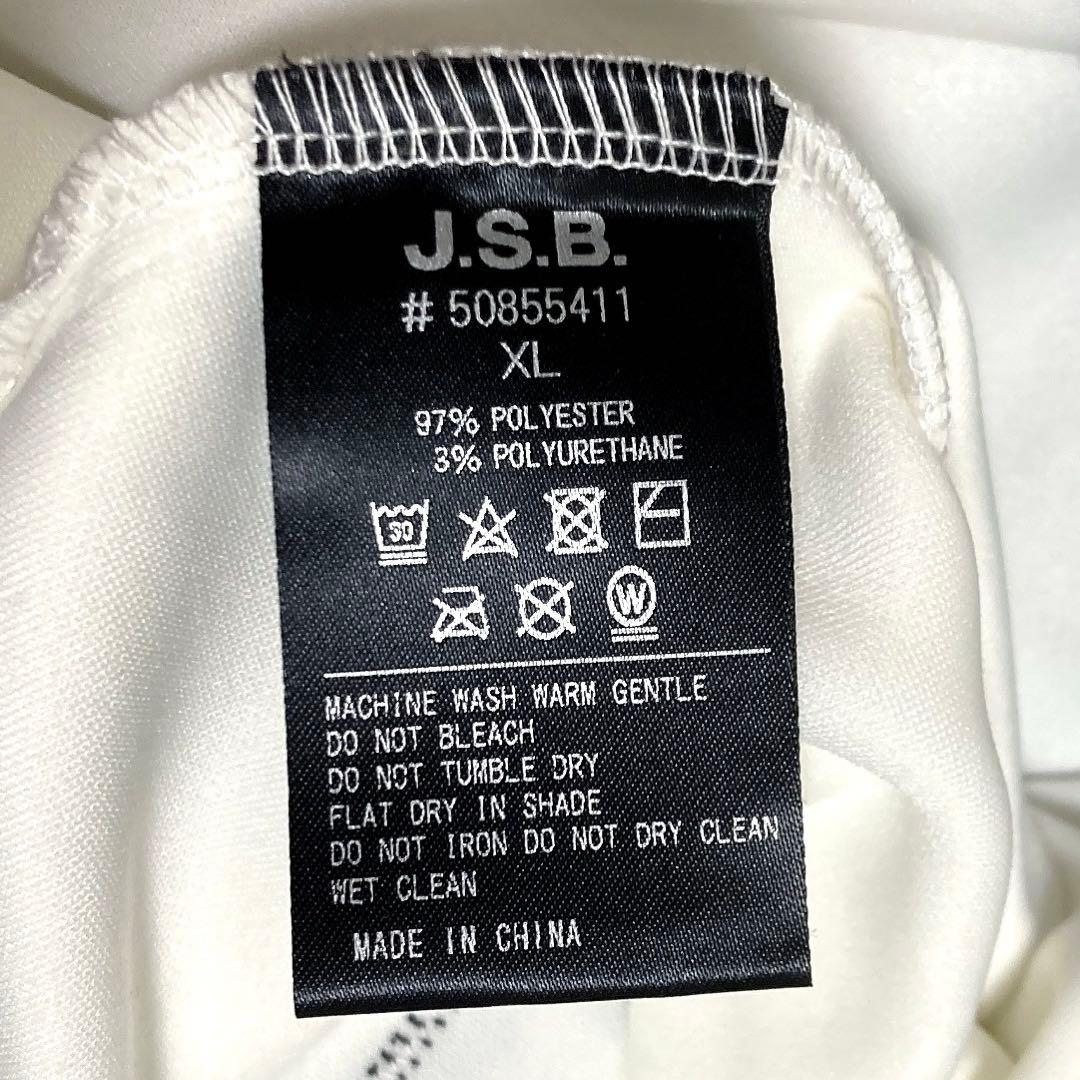 J.S.B.
# 50855411
XL
97% POLYESTER
3% POLYURETHANE
30
W
MACHINE WASH WARM GENTLE
DO NOT BLEACH
DO NOT TUMBLE DRY
FLAT DRY IN SHADE
DO NOT IRON DO NOT DRY CLEAN
WET CLEAN
MADE IN CHINA